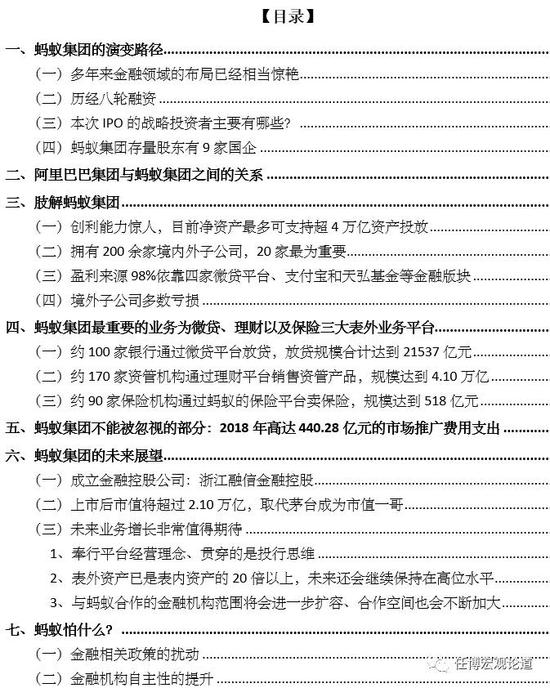 【目录】
一、蚂蚁集团的演变路径
（一）多年来金融领域的布局已经相当惊艳
（二）历经八轮融资
（三）本次 IPO 的战略投资者主要有哪些？
（四）蚂蚁集团存量股东有 9 家国企
二、阿里巴巴集团与蚂蚁集团之间的关系
三、肢解蚂蚁集团
（一）创利能力惊人，目前净资产最多可支持超 4 万亿资产投放
（二）拥有 200 余家境内外子公司，20 家最为重要
（三）盈利来源 98%依靠四家微贷平台、支付宝和天弘基金等金融版块
（四）境外子公司多数亏损
四、蚂蚁集团最重要的业务为微贷、理财以及保险三大表外业务平台
（一）约 100 家银行通过微贷平台放贷，放贷规模合计达到 21537 亿元
（二）约 170 家资管机构通过理财平台销售资管产品，规模达到 4.10 万亿
（三）约 90 家保险机构通过蚂蚁的保险平台卖保险，规模达到 518 亿元
五、蚂蚁集团不能被忽视的部分：2018 年高达 440.28 亿元的市场推广费用支出
六、蚂蚁集团的未来展望
（一）成立金融控股公司：浙江融信金融控股
（二）上市后市值将超过 2.10 万亿，取代茅台成为市值一哥
（三）未来业务增长非常值得期待
1、奉行平台经营理念、贯穿的是投行思维
2、表外资产已是表内资产的 20 倍以上，未来还会继续保持在高位水平
3、与蚂蚁合作的金融机构范围将会进一步扩容、合作空间也会不断加大
七、蚂蚁怕什么？
（一）金融相关政策的扰动
（二）金融机构自主性的提升
任博宏观论道